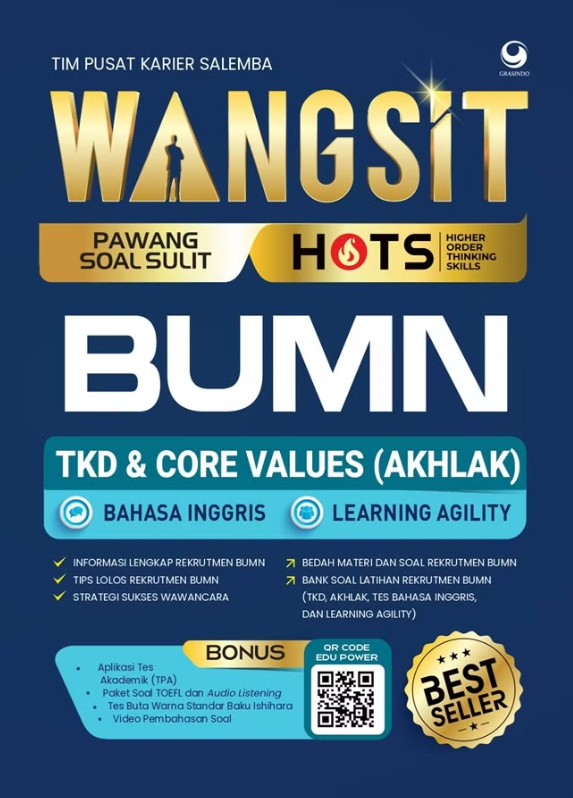 TIM PUSAT KARIER SALEMBA
GRASINDO
WANGSIT
PAWANG
SOAL SULIT
HOTS
HIGHER
ORDER
THINKING
SKILLS
BUMN
TKD & CORE VALUES (AKHLAK)
BAHASA INGGRIS
LEARNING AGILITY
INFORMASI LENGKAP REKRUTMEN BUMN
TIPS LOLOS REKRUTMEN BUMN
STRATEGI SUKSES WAWANCARA
BEDAH MATERI DAN SOAL REKRUTMEN BUMN
BANK SOAL LATIHAN REKRUTMEN BUMN
(TKD, AKHLAK, TES BAHASA INGGRIS,
DAN LEARNING AGILITY)
BONUS
• Aplikasi Tes
Akademik (TPA)
• Paket Soal TOEFL dan Audio Listening
• Tes Buta Warna Standar Baku Ishihara
• Video Pembahasan Soal
QR CODE
EDU POWER
BEST
SELLER